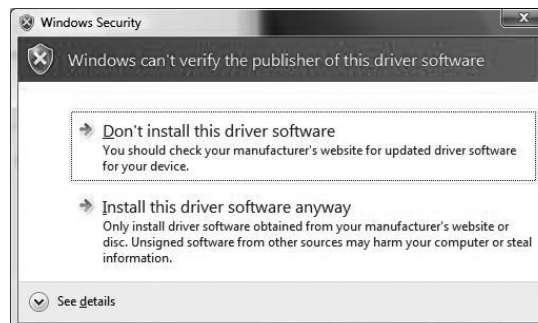 Windows Security
Windows can't verify the publisher of this driver software
Don't install this driver software
You should check your manufacturer's website for updated driver software
for your device.
Install this driver software anyway
Only install driver software obtained from your manufacturer's website or
disc. Unsigned software from other sources may harm your computer or steal
information.
See details